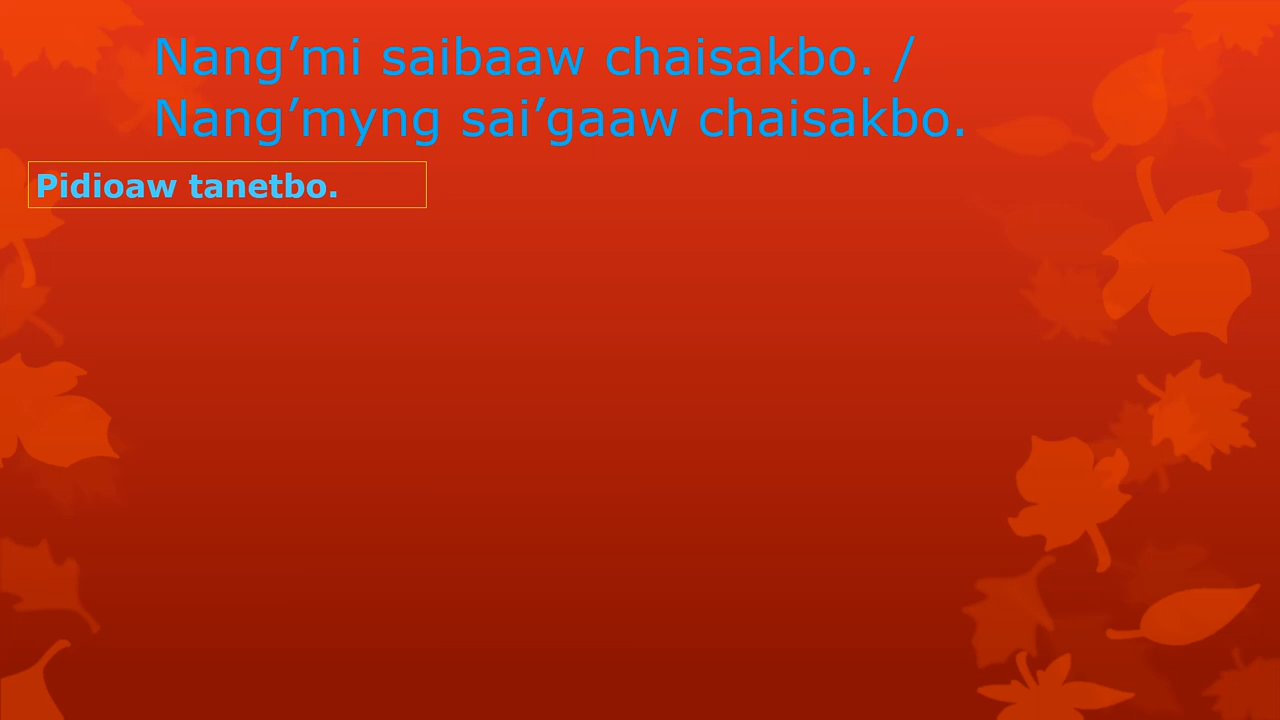 Nang’mi saibaaw chaisakbo. /
Nang’myng sai’gaaw chaisakbo.
Pidioaw tanetbo.